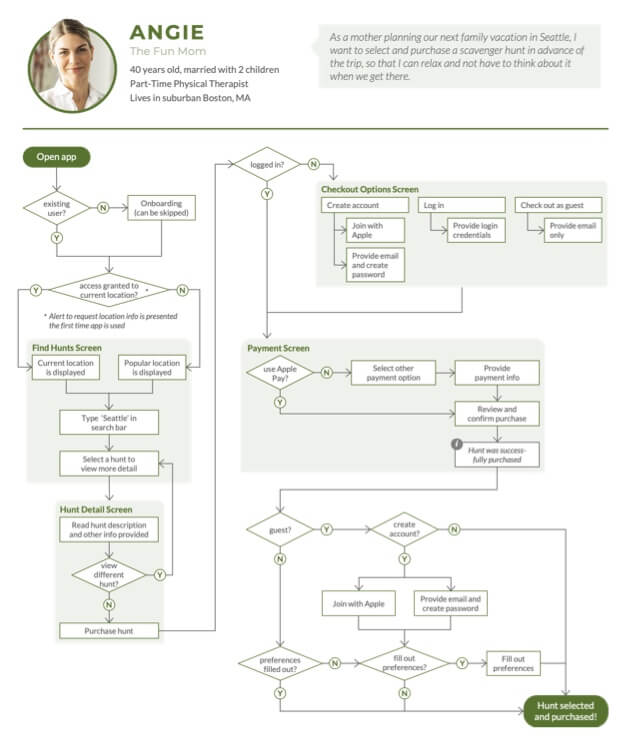 ANGIE
The Fun Mom
40 years old, married with 2 children
Part-Time Physical Therapist
Lives in suburban Boston, MA
As a mother planning our next family vacation in Seattle, I
want to select and purchase a scavenger hunt in advance of
the trip, so that I can relax and not have to think about it
when we get there.
Open app
existing
user?
N
Onboarding
(can be skipped)
Y
access granted to
current location?
*
Y
N
* Alert to request location info is presented
the first time app is used
Find Hunts Screen
Current location
is displayed
Popular location
is displayed
Type 'Seattle' in
search bar
Select a hunt to
view more detail
Hunt Detail Screen
Read hunt description
and other info provided
view
different
hunt?
Y
N
Purchase hunt
logged in?
N
Y
Checkout Options Screen
Create account
Join with
Apple
Provide email
and create
password
Log in
Provide login
credentials
Check out as guest
Provide email
only
Payment Screen
use Apple
Pay?
N
Select other
payment option
Provide
payment info
Y
Review and
confirm purchase
i
Hunt was success-
fully purchased
guest?
Y
create
account?
N
N
Y
Join with Apple
Provide email and
create password
preferences
filled out?
N
fill out
preferences?
Y
Fill out
preferences
Y
N
Hunt selected
and purchased!